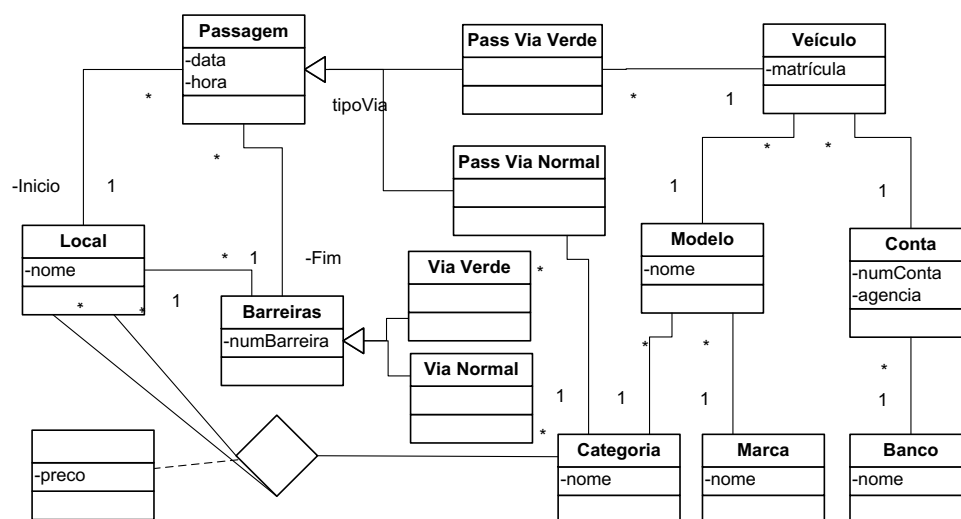 Passagem
-data
-hora
Pass Via Verde
Veículo
-matrícula
*
tipoVia
*
1
*
Pass Via Normal
*
*
-Inicio
1
1
1
Local
-nome
Modelo
-nome
Conta
-numConta
-agencia
*
1
-Fim
Via Verde
*
*
*
1
Barreiras
-numBarreira
Via Normal
*
*
*
1
1
1
1
*
-preco
Categoria
-nome
Marca
-nome
Banco
-nome